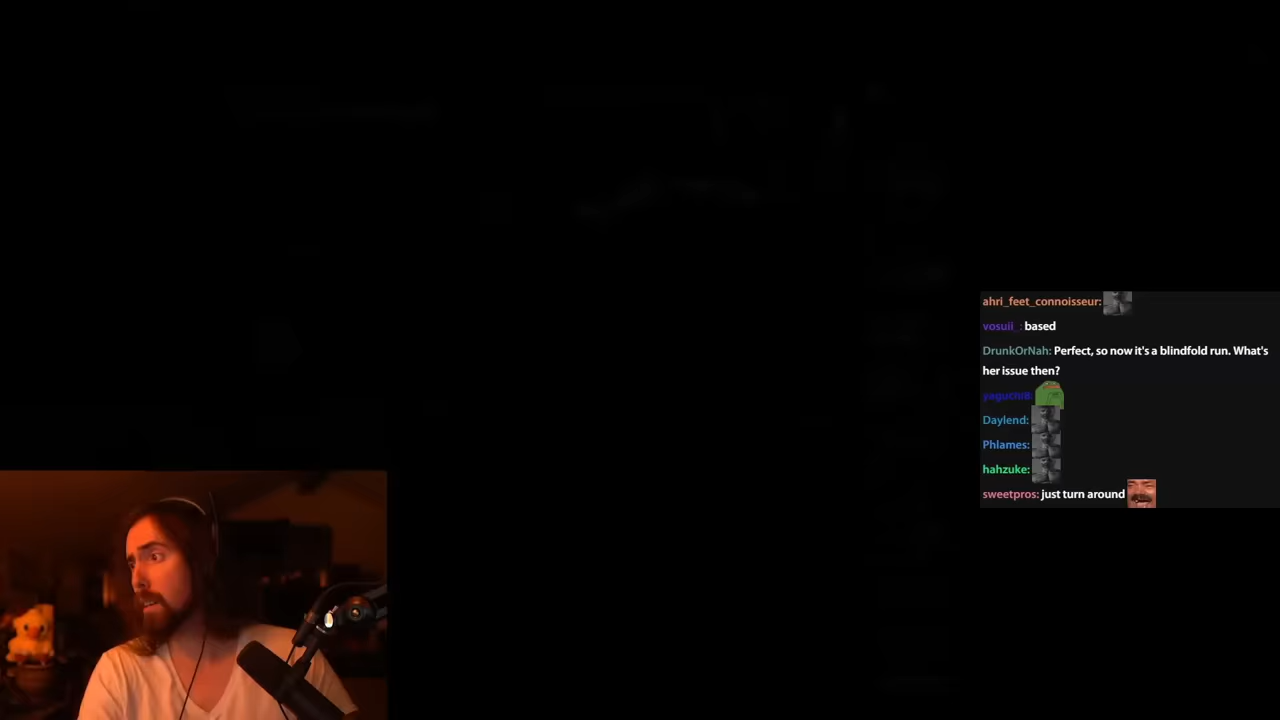 ahri_feet_connoisseur:
vosuii_: based
DrunkOrNah: Perfect, so now it's a blindfold run. What's
her issue then?
Daylend:
Phlames:
hahzuke:
sweetpros: just turn around